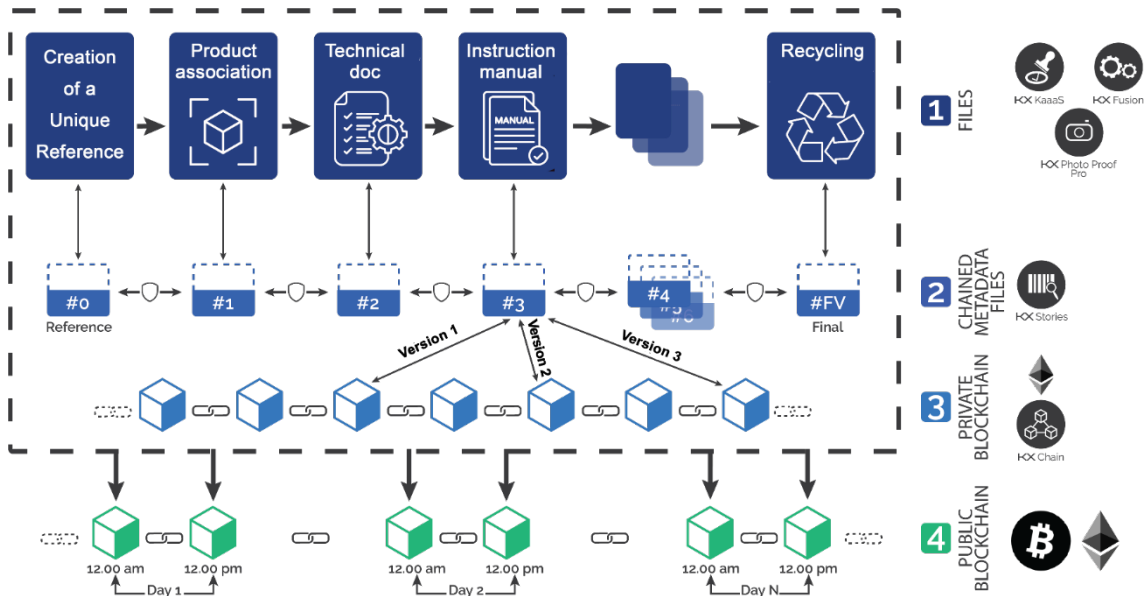 Creation
of a
Unique
Reference
Product
association
Technical
doc
Instruction
manual
MANUAL
Recycling
1
FILES
KX KaaaS
KX Fusion
KX Photo Proof
Pro
#0
Reference
#1
#2
#3
#4
#5
#6
#FV
Final
2
CHAINED
METADATA
FILES
KX Stories
Version 1
Version 2
Version 3
3
PRIVATE
BLOCKCHAIN
KX Chain
4
PUBLIC
BLOCKCHAIN
12.00 am
12.00 pm
12.00 am
12.00 pm
12.00 am
12.00 pm
Day 1
Day 2
Day N